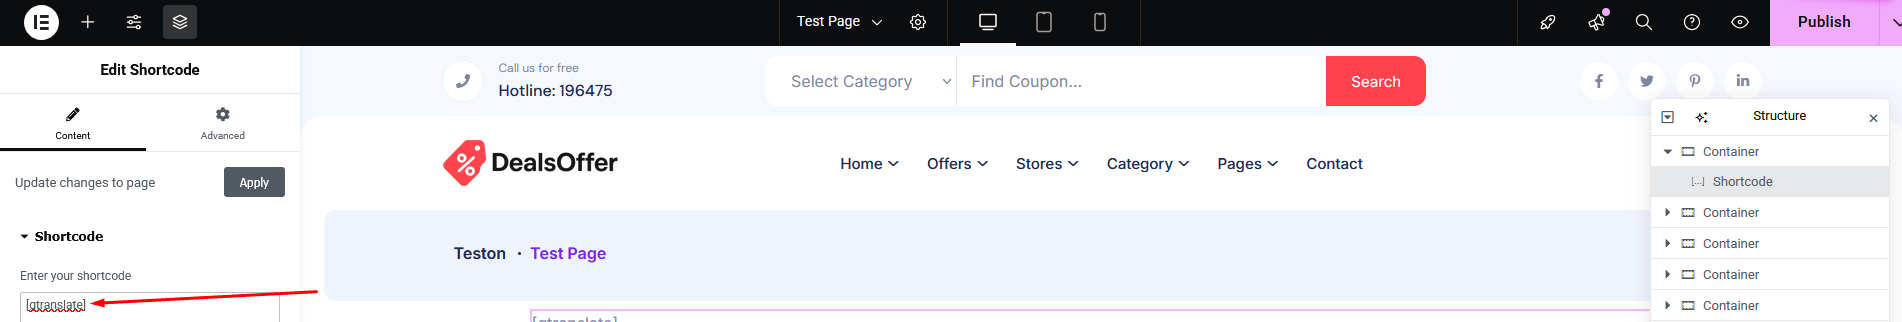 Test Page
Publish
Edit Shortcode
Content
Advanced
Update changes to page
Apply
Shortcode
Enter your shortcode
[gtranslate]
Call us for free
Hotline: 196475
Select Category
Find Coupon...
Search
DealsOffer
Home
Offers
Stores
Category
Pages
Contact
Teston · Test Page
[gtranslate]
Structure
Container
Shortcode
Container
Container
Container
Container